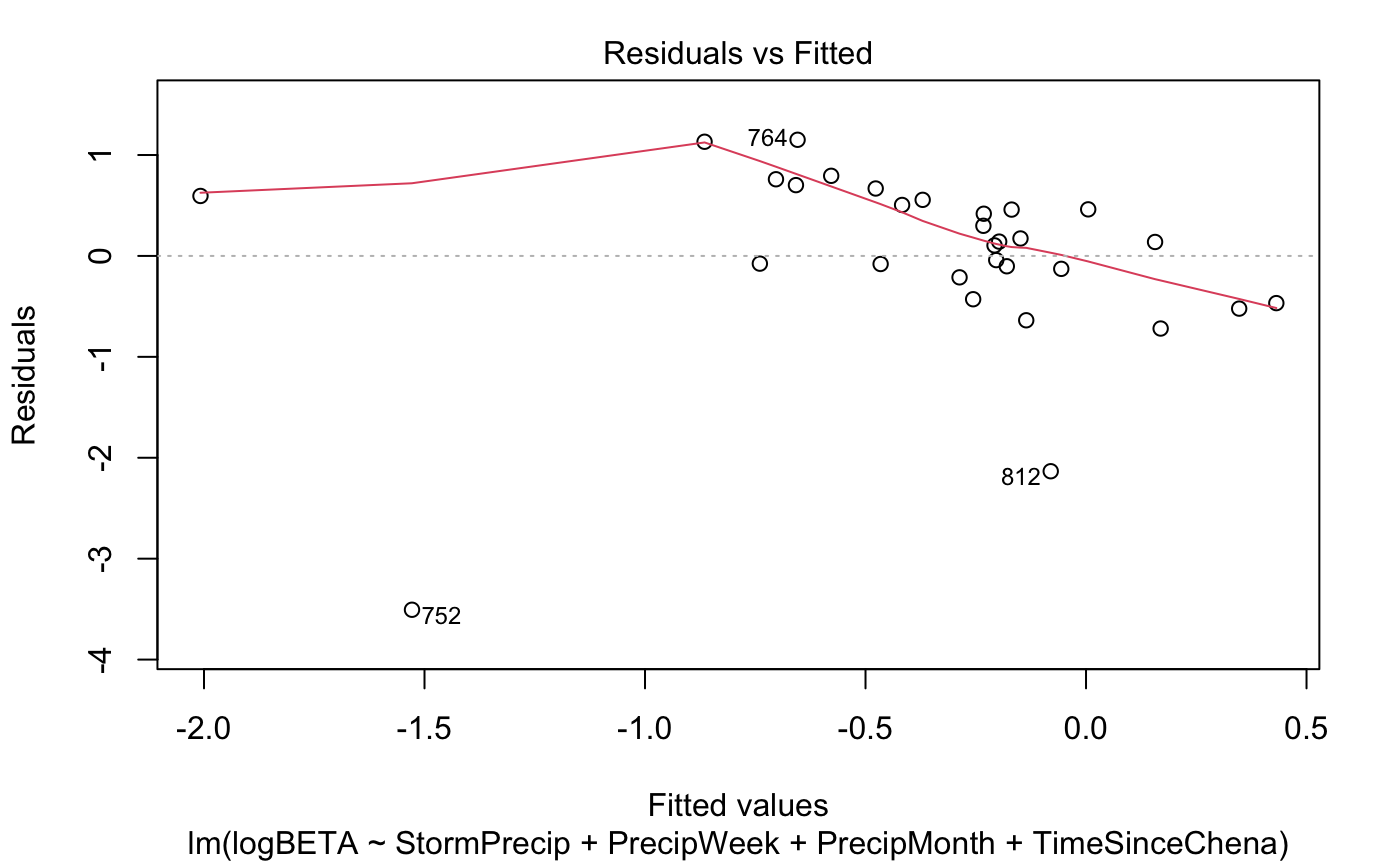 Residuals vs Fitted
1
0
-1
-2
-3
-4
Residuals
764
812
752
-2.0 -1.5 -1.0 -0.5 0.0 0.5
Fitted values
lm(logBETA ~ StormPrecip + PrecipWeek + PrecipMonth + TimeSinceChena)